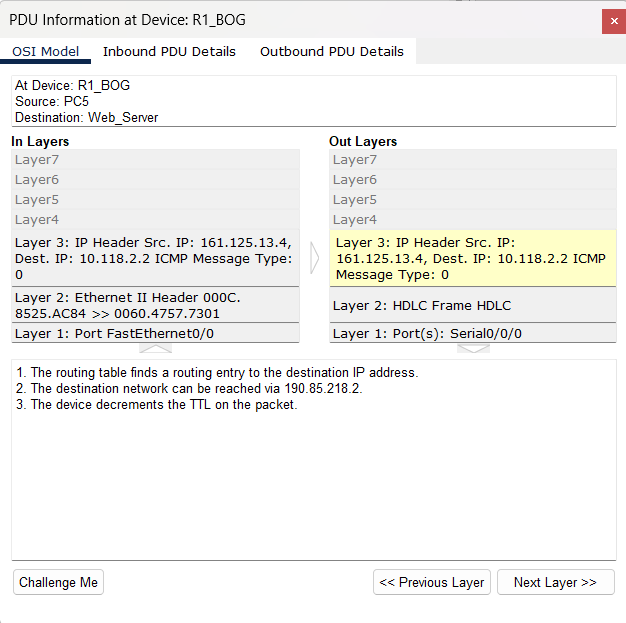 PDU Information at Device: R1_BOG
OSI Model
Inbound PDU Details
Outbound PDU Details
At Device: R1_BOG
Source: PC5
Destination: Web_Server
In Layers
Layer7
Layer6
Layer5
Layer4
Layer 3: IP Header Src. IP: 161.125.13.4,
Dest. IP: 10.118.2.2 ICMP Message Type:
0
Layer 2: Ethernet II Header 000C.
8525.AC84 >> 0060.4757.7301
Layer 1: Port FastEthernet0/0
Out Layers
Layer7
Layer6
Layer5
Layer4
Layer 3: IP Header Src. IP:
161.125.13.4, Dest. IP: 10.118.2.2 ICMP
Message Type: 0
Layer 2: HDLC Frame HDLC
Layer 1: Port(s): Serial0/0/0
1. The routing table finds a routing entry to the destination IP address.
2. The destination network can be reached via 190.85.218.2.
3. The device decrements the TTL on the packet.
Challenge Me
<< Previous Layer
Next Layer >>